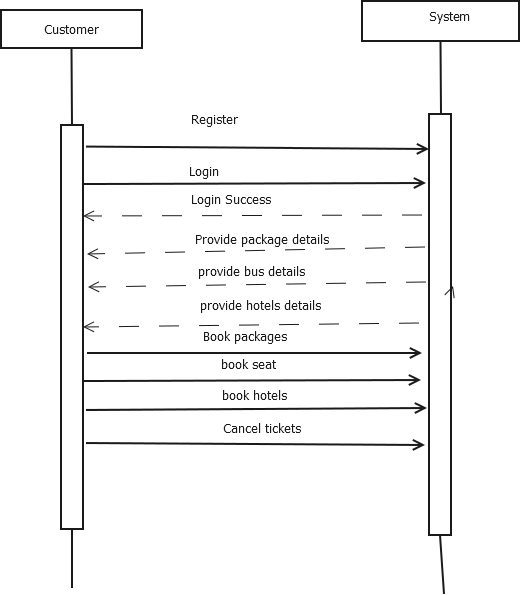 Customer
System
Register
Login
Login Success
Provide package details
provide bus details
provide hotels details
Book packages
book seat
book hotels
Cancel tickets